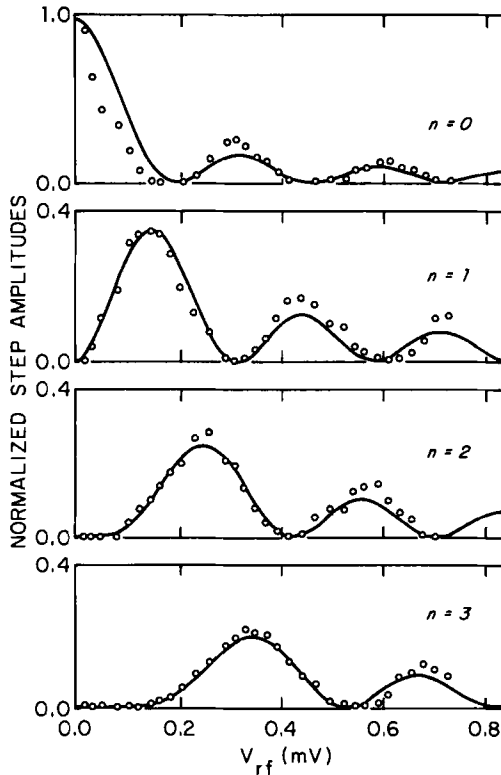 NORMALIZED STEP AMPLITUDES
1.0
n = 0
0.0
0.4
n = 1
0.0
0.4
n = 2
0.0
0.4
n = 3
0.0
0.0 0.2 0.4 0.6 0.8
Vrf (mV)